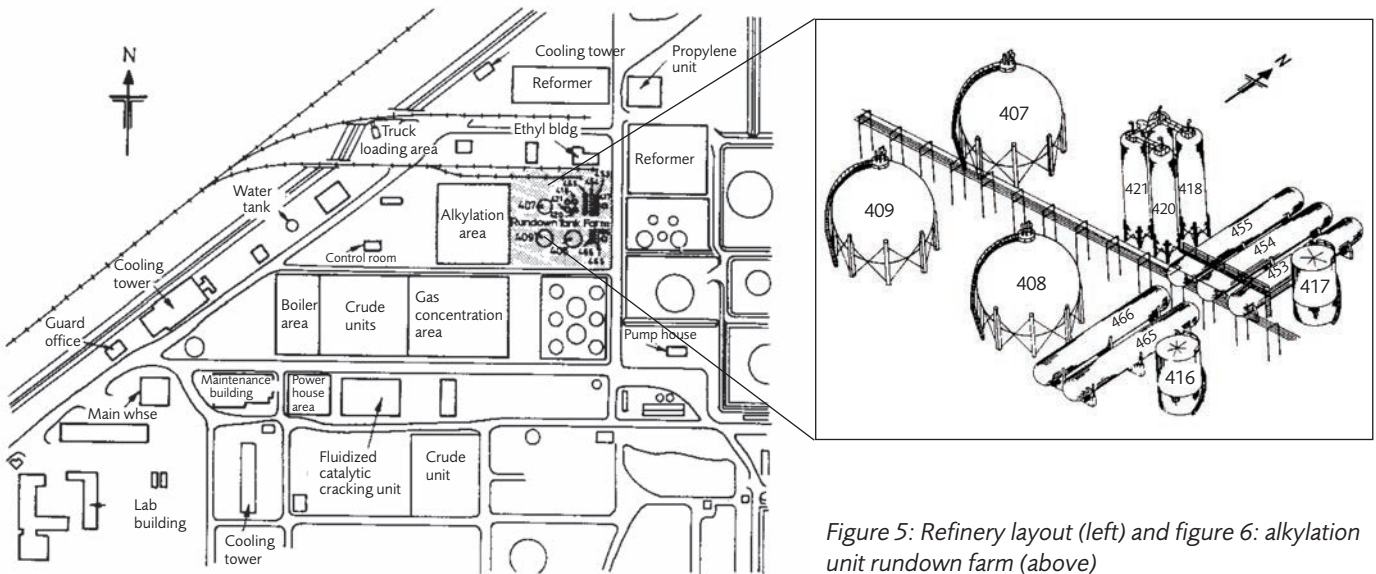 N
Cooling tower
Reformer
Propylene
unit
Truck
loading area
Ethyl bldg
Reformer
Water
tank
Alkylation
area
407
Rundown Tank Farm
409
Control room
Cooling
tower
Boiler
area
Crude
units
Gas
concentration
area
Guard
office
Pump house
Maintenance
building
Power
house
area
Main whse
Fluidized
catalytic
cracking unit
Crude
unit
Lab
building
Cooling
tower
N
407
409
408
421
420
418
455
454
453
417
466
465
416
Figure 5: Refinery layout (left) and figure 6: alkylation
unit rundown farm (above)